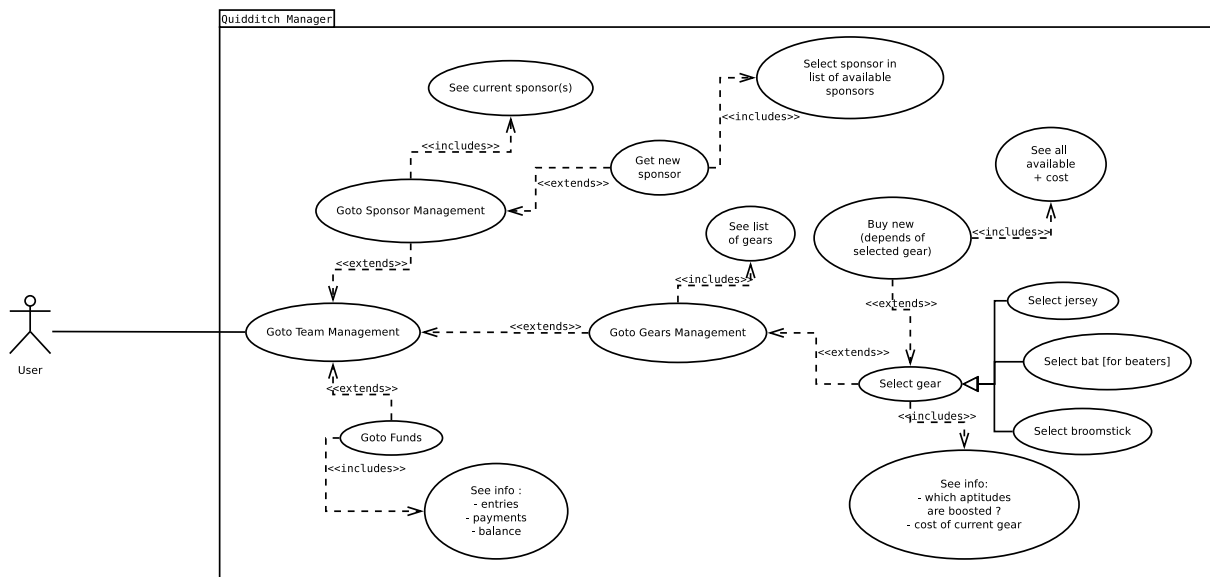 Quidditch Manager
See current sponsor(s)
<<includes>>
Select sponsor in
list of available
sponsors
<<includes>>
Get new
sponsor
<<extends>>
Goto Sponsor Management
<<extends>>
See all
available
+ cost
<<includes>>
Buy new
(depends of
selected gear)
<<extends>>
See list
of gears
<<includes>>
User
Goto Team Management
<<extends>>
Goto Gears Management
<<extends>>
Select gear
Select jersey
Select bat [for beaters]
Select broomstick
<<includes>>
See info:
- which aptitudes
are boosted ?
- cost of current gear
<<extends>>
Goto Funds
<<includes>>
See info :
- entries
- payments
- balance